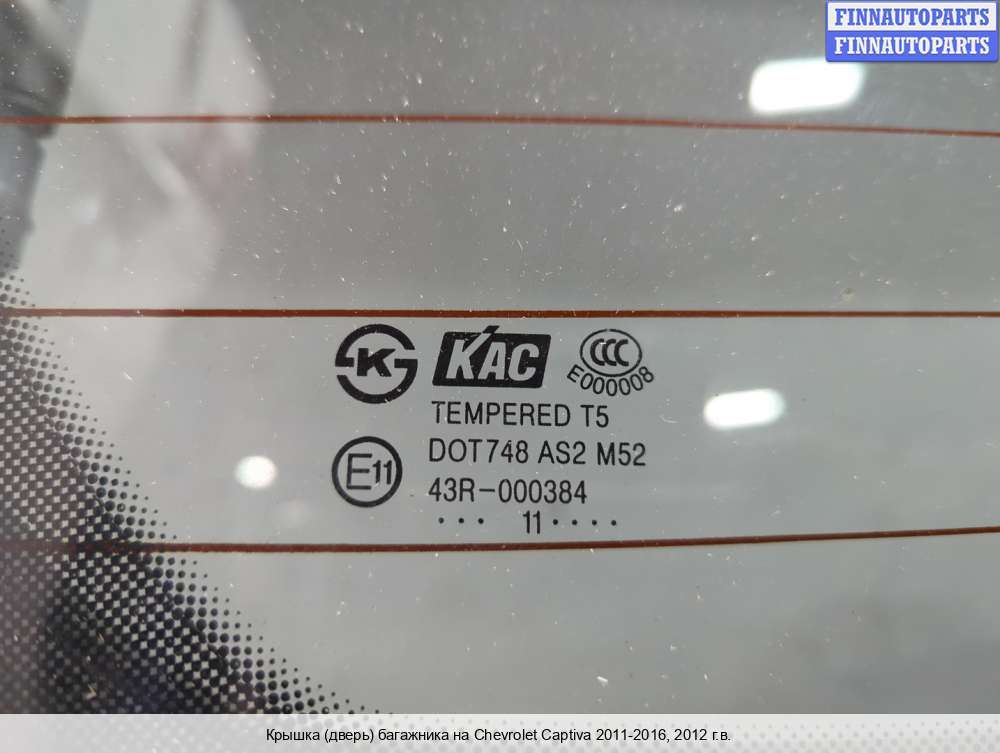 FINNAUTOPARTS
FINNAUTOPARTS
K KAC CCC
E000008
TEMPERED T5
DOT748 AS2 M52
E11
43R-000384
··· 11 ····
Крышка (дверь) багажника на Chevrolet Captiva 2011-2016, 2012 г.в.